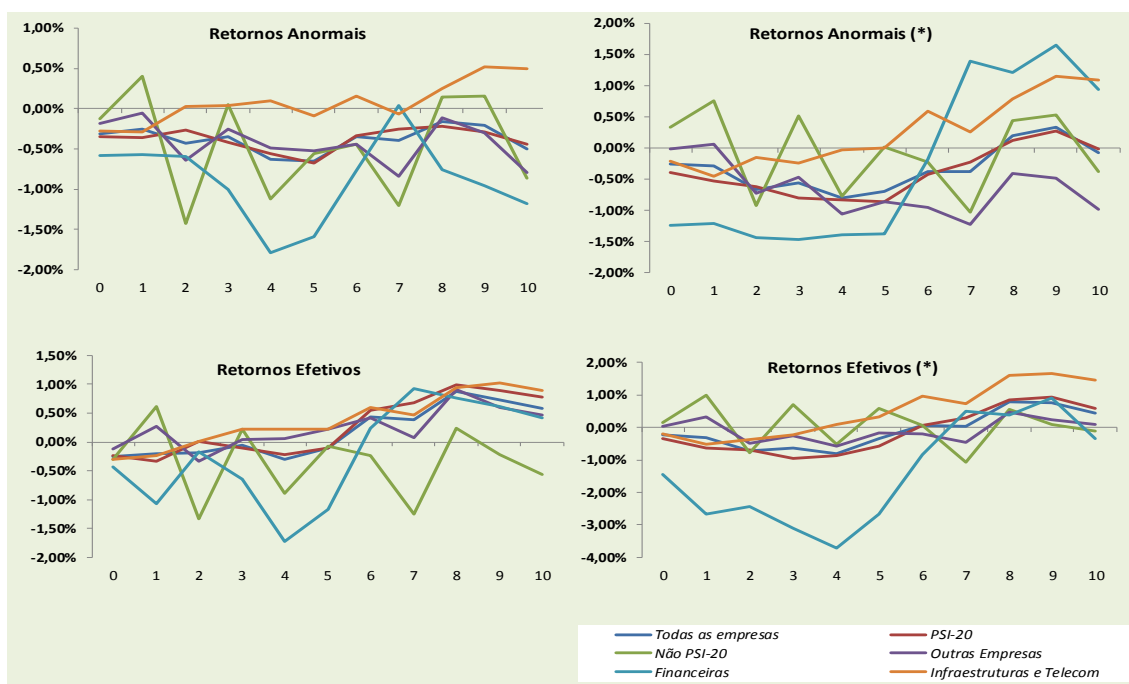 Retornos Anormais
1,00%
0,50%
0,00%
-0,50%
-1,00%
-1,50%
-2,00%
0 1 2 3 4 5 6 7 8 9 10
Retornos Anormais (*)
2,00%
1,50%
1,00%
0,50%
0,00%
-0,50%
-1,00%
-1,50%
-2,00%
0 1 2 3 4 5 6 7 8 9 10
Retornos Efetivos
1,50%
1,00%
0,50%
0,00%
-0,50%
-1,00%
-1,50%
-2,00%
0 1 2 3 4 5 6 7 8 9 10
Retornos Efetivos (*)
2,00%
1,00%
0,00%
-1,00%
-2,00%
-3,00%
-4,00%
0 1 2 3 4 5 6 7 8 9 10
Todas as empresas PSI-20
Não PSI-20 Outras Empresas
Financeiras Infraestruturas e Telecom